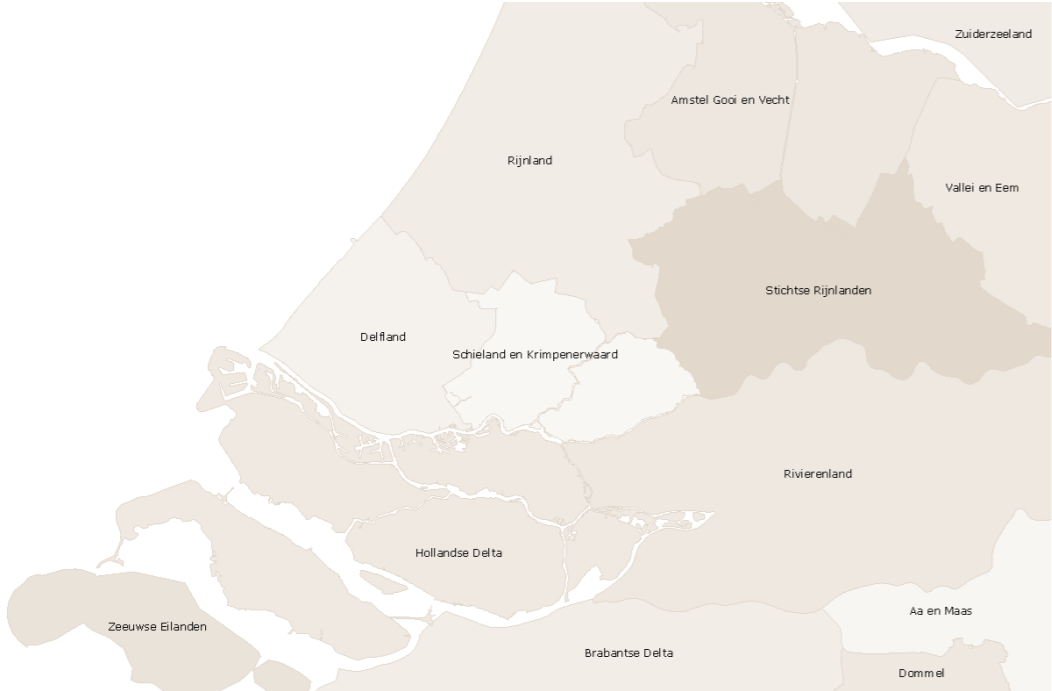 Zuiderzeeland
Amstel Gooi en Vecht
Rijnland
Vallei en Eem
Stichtse Rijnlanden
Delfland
Schieland en Krimpenerwaard
Rivierenland
Hollandse Delta
Aa en Maas
Zeeuwse Eilanden
Brabantse Delta
Dommel